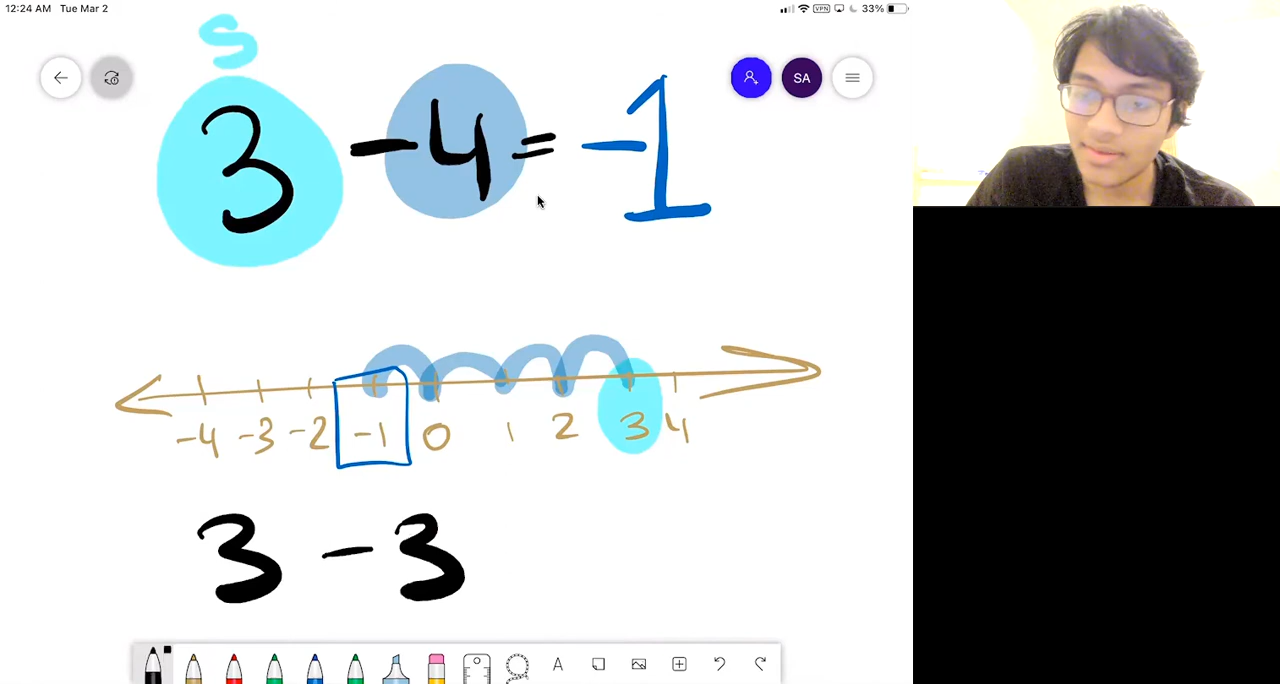 12:24 AM Tue Mar 2
VPN 33%
S
3 - 4 = -1
SA
-4 -3 -2 -1 0 1 2 3 4
3 - 3
A